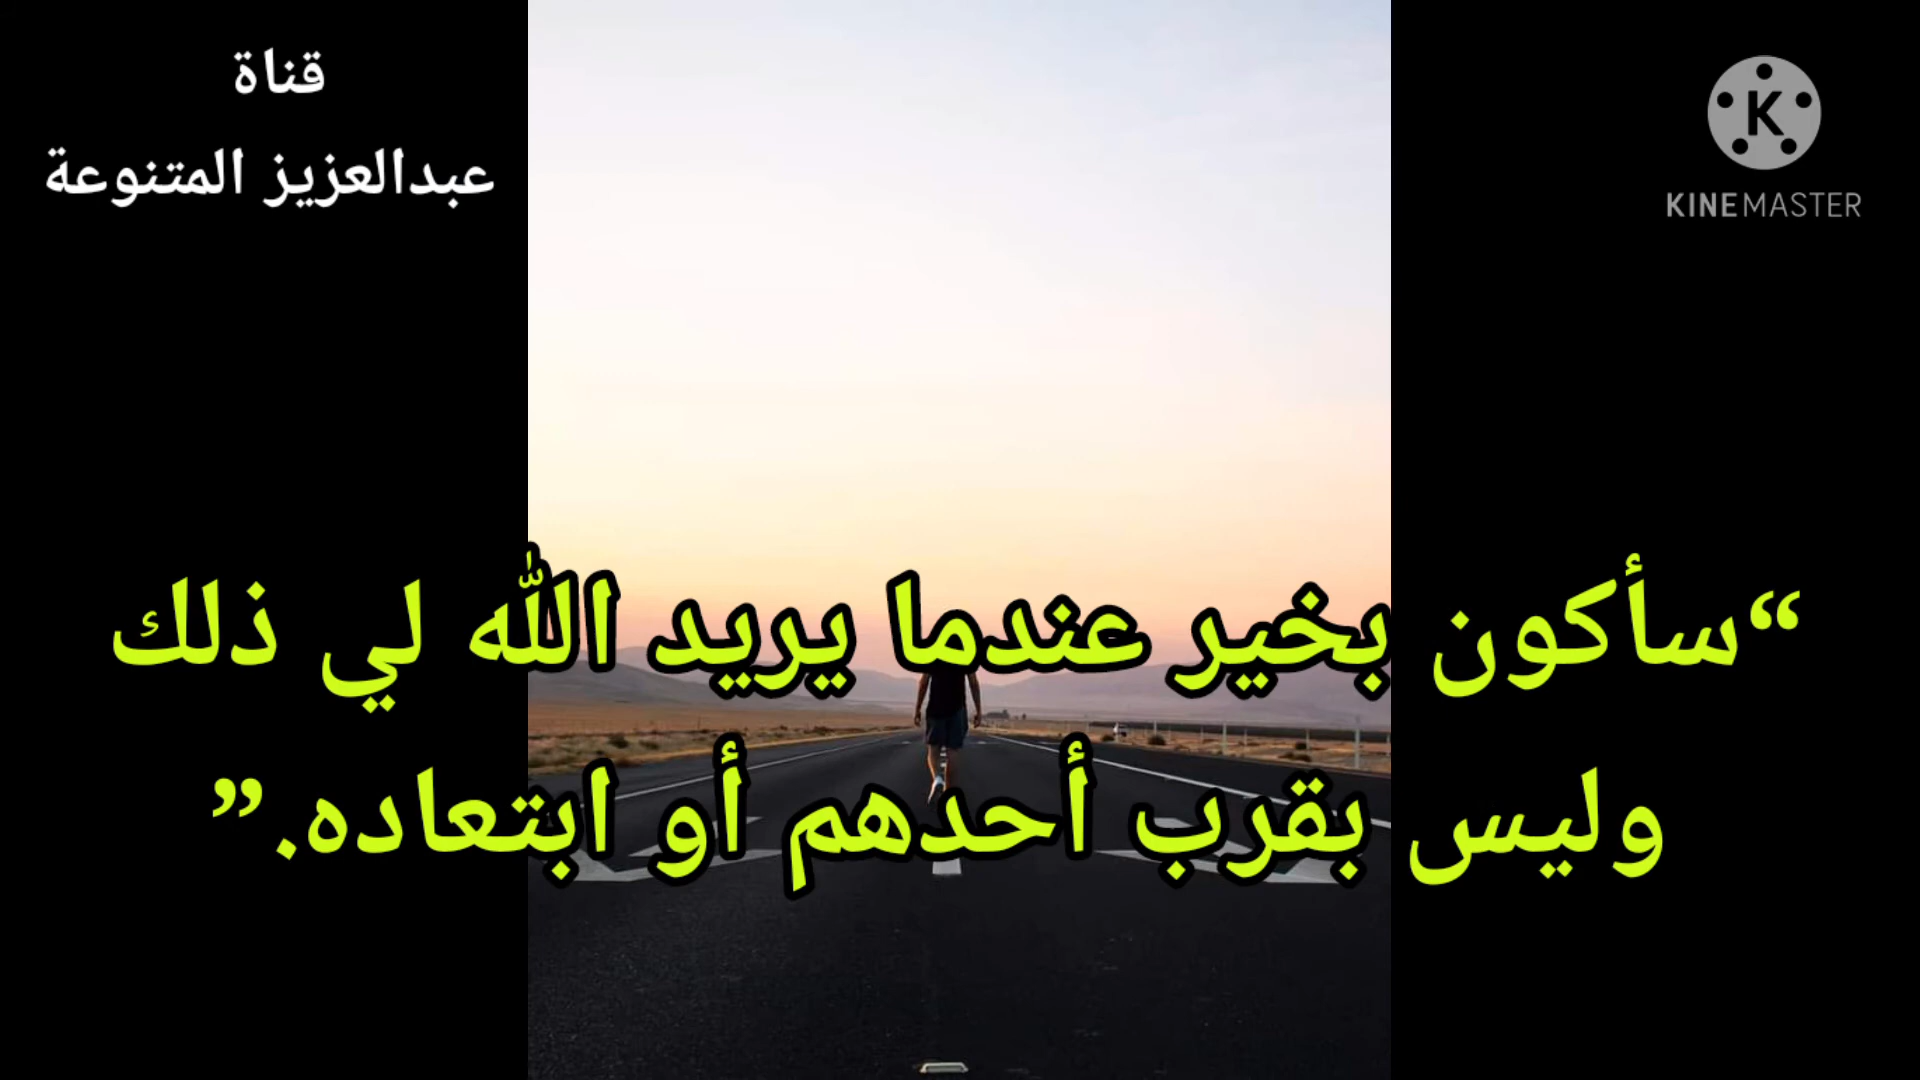 قناة
عبدالعزيز المتنوعة
K
KINEMASTER
“سأكون بخير عندما يريد الله لي ذلك
وليس بقرب أحدهم أو ابتعاده.”